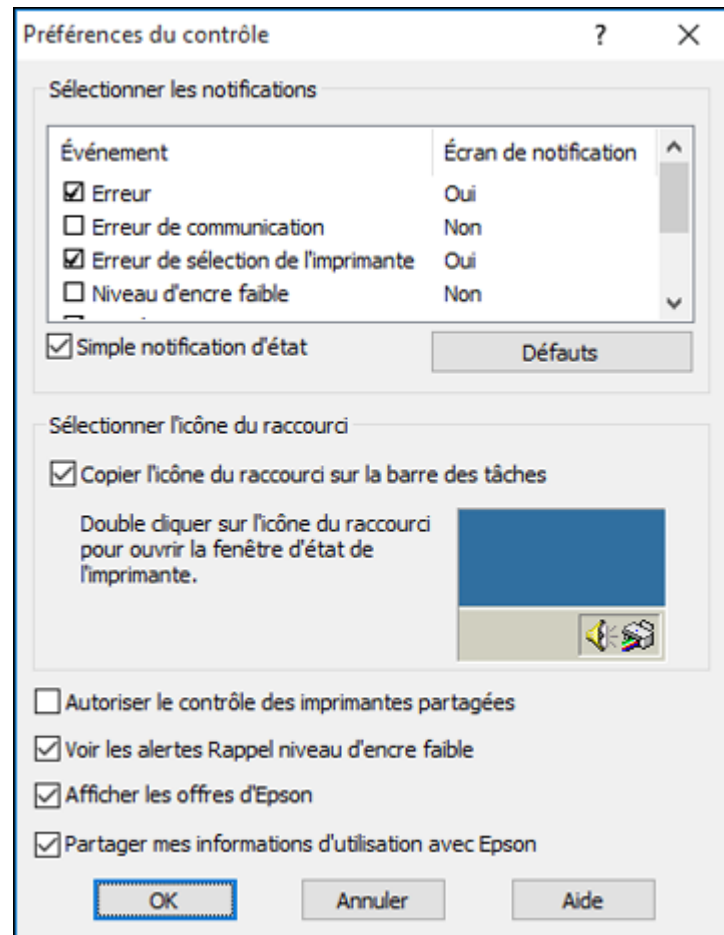 Préférences du contrôle ?
Sélectionner les notifications
Événement Écran de notification
Erreur Oui
Erreur de communication Non
Erreur de sélection de l'imprimante Oui
Niveau d'encre faible Non
Simple notification d'état Défauts
Sélectionner l'icône du raccourci
Copier l'icône du raccourci sur la barre des tâches
Double cliquer sur l'icône du raccourci
pour ouvrir la fenêtre d'état de
l'imprimante.
Autoriser le contrôle des imprimantes partagées
Voir les alertes Rappel niveau d'encre faible
Afficher les offres d'Epson
Partager mes informations d'utilisation avec Epson
OK Annuler Aide